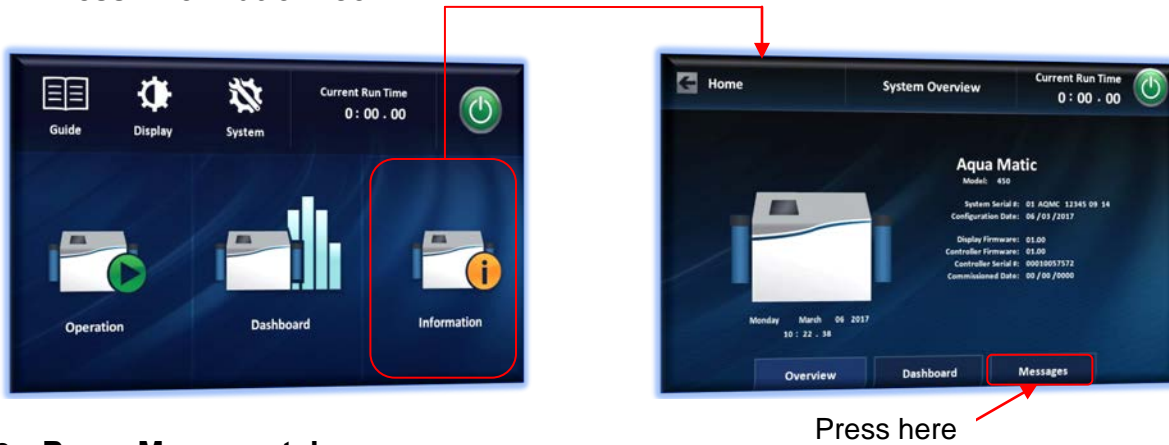 Guide
Display
System
Current Run Time
0 : 00 . 00
Operation
Dashboard
Information
Home
System Overview
Current Run Time
0 : 00 . 00
Aqua Matic
Model: 450
System Serial #: 01 AQMC 12345 09 14
Configuration Date: 06 /03 /2017
Display Firmware: 01.00
Controller Firmware: 01.00
Controller Serial #: 00010057572
Commissioned Date: 00 /00 /0000
Monday March 06 2017
10 : 22 . 38
Overview
Dashboard
Messages
Press here